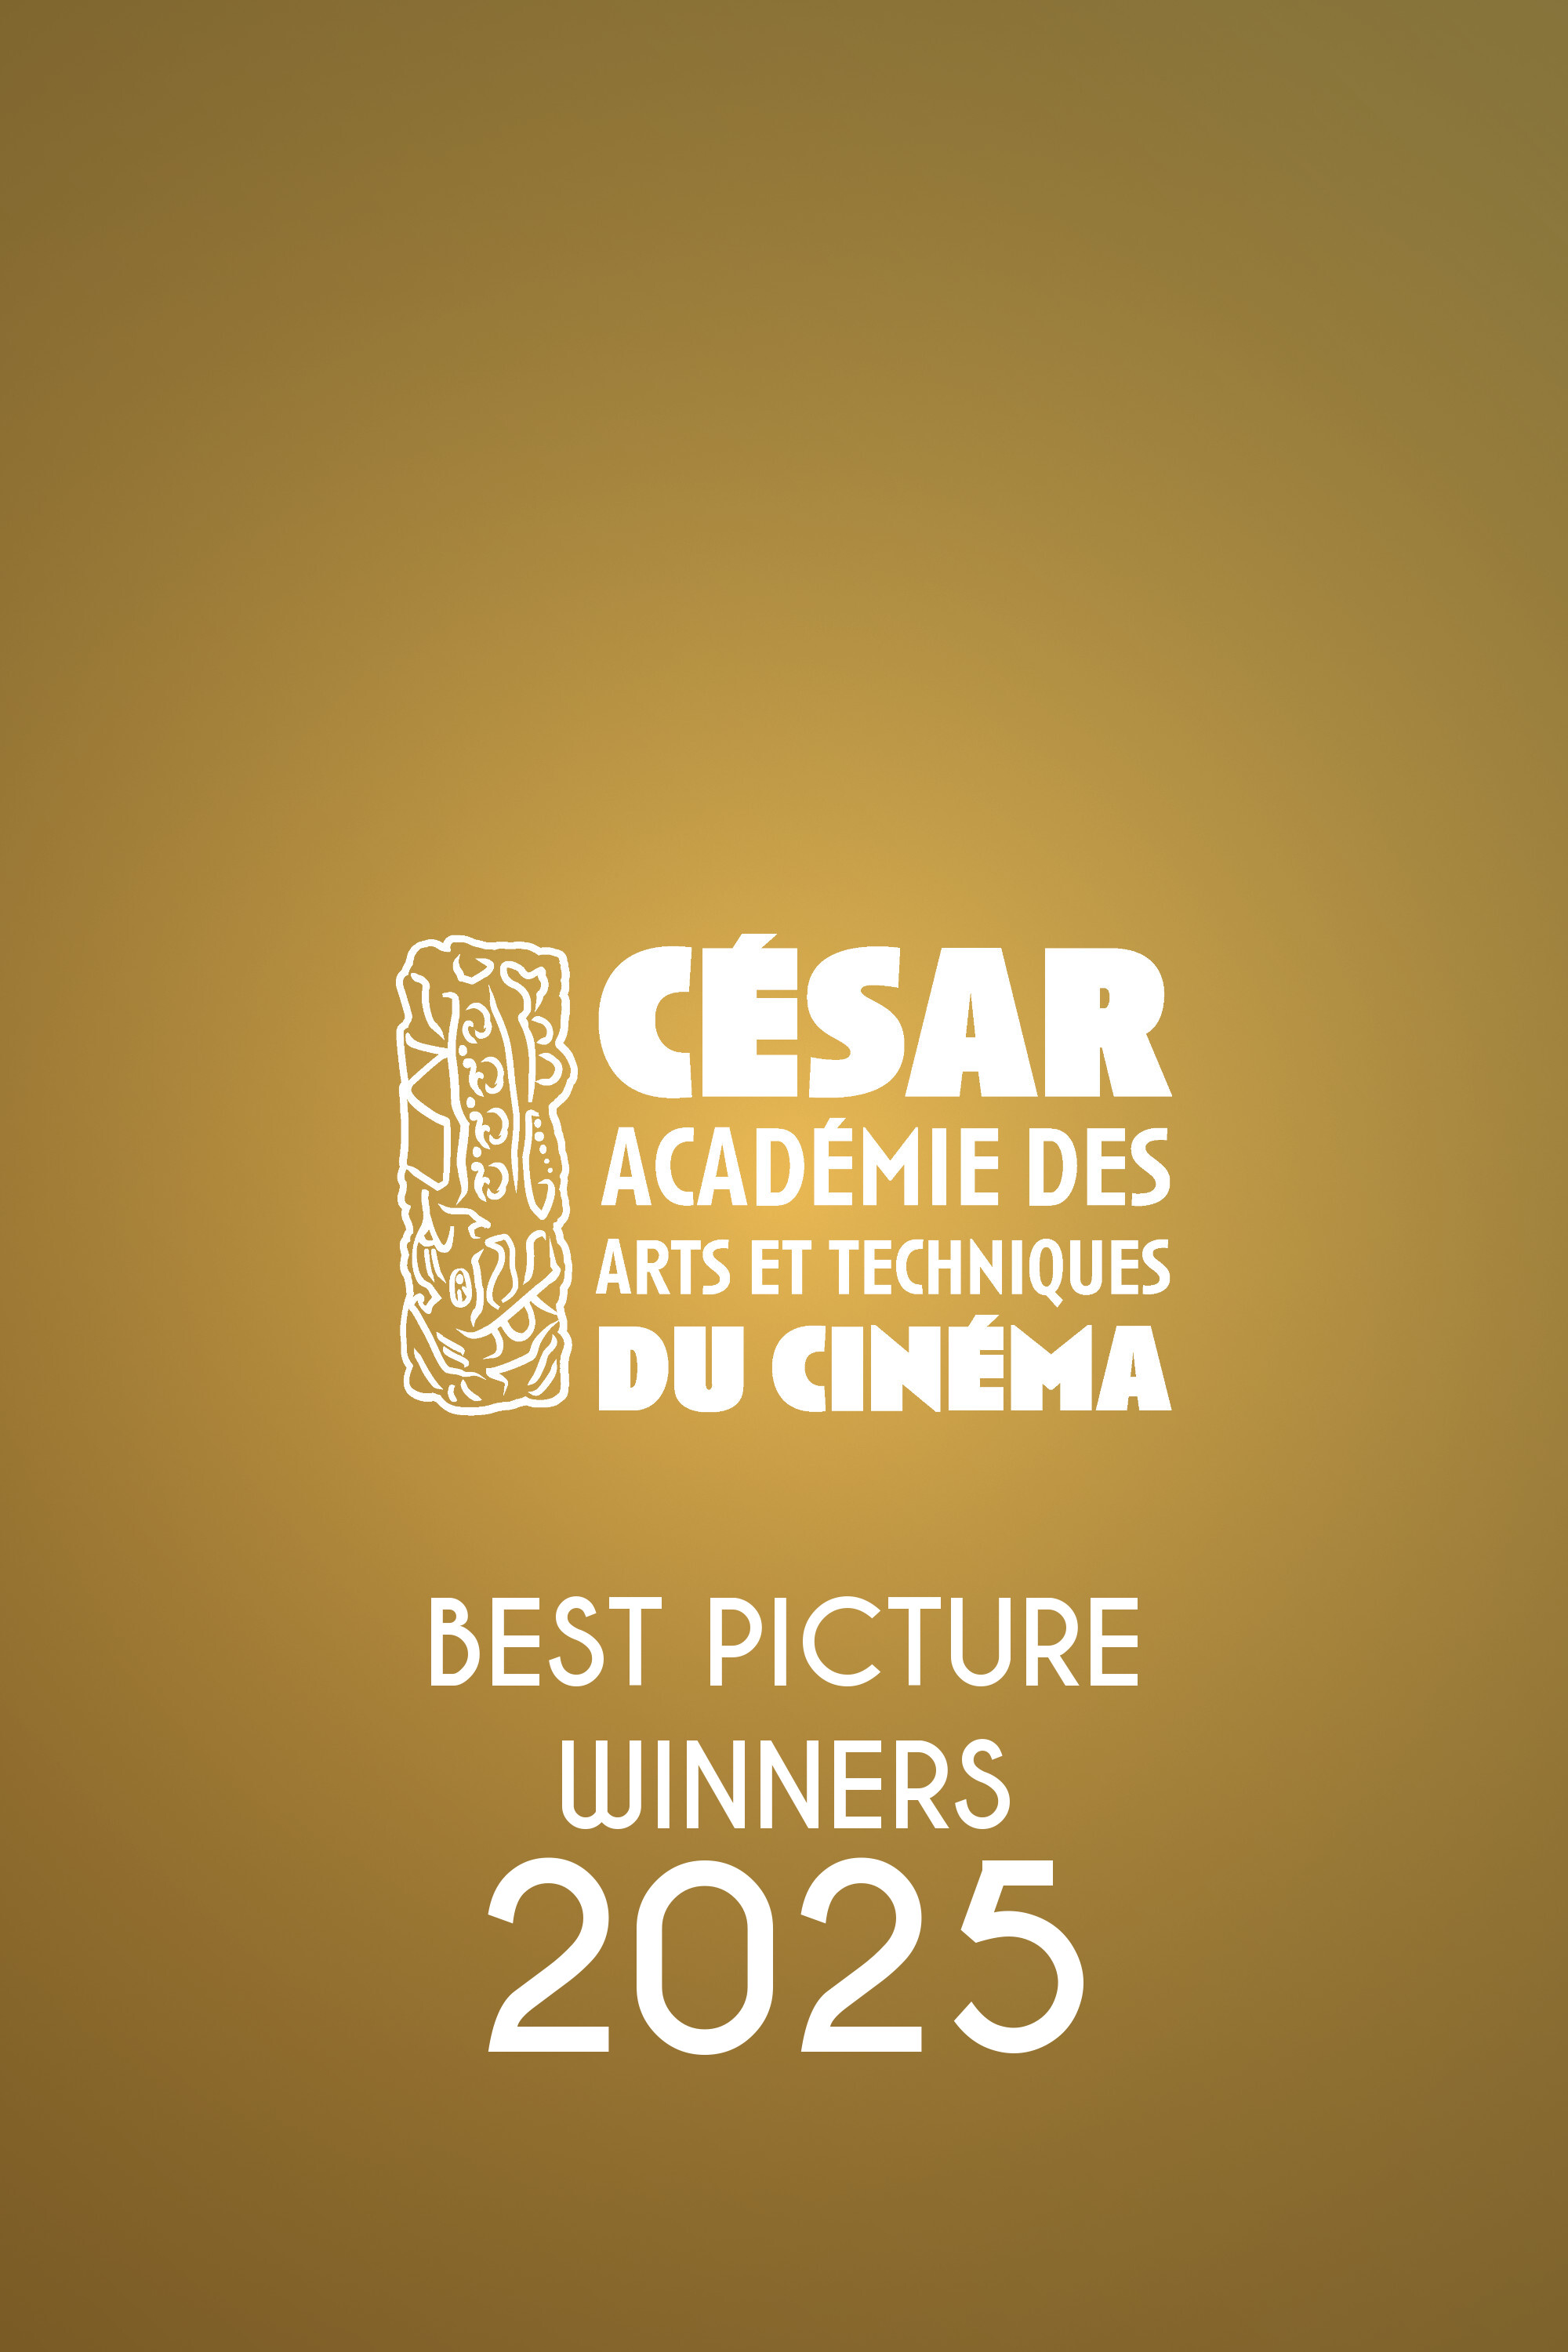 CÉSAR
ACADÉMIE DES
ARTS ET TECHNIQUES
DU CINÉMA
BEST PICTURE
WINNERS
2025